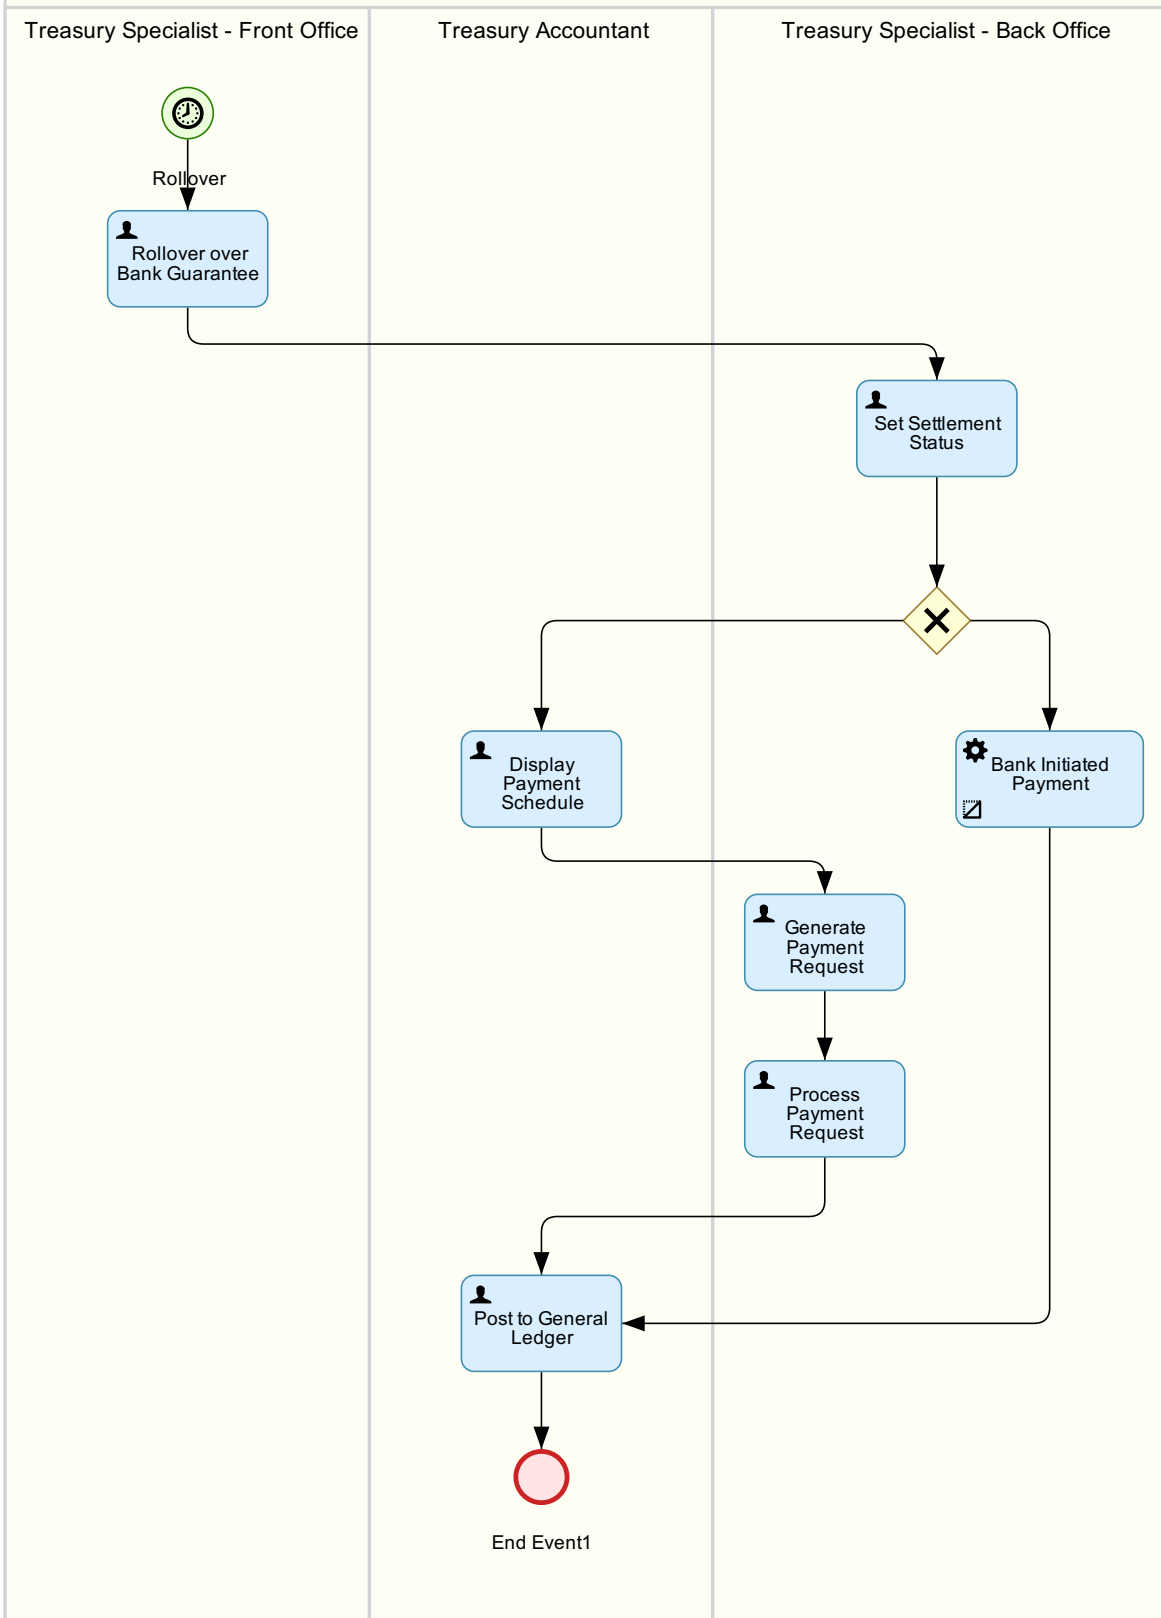 Treasury Specialist - Front Office
Treasury Accountant
Treasury Specialist - Back Office
Rollover
Rollover over
Bank Guarantee
Set Settlement
Status
Display
Payment
Schedule
Bank Initiated
Payment
Generate
Payment
Request
Process
Payment
Request
Post to General
Ledger
End Event1